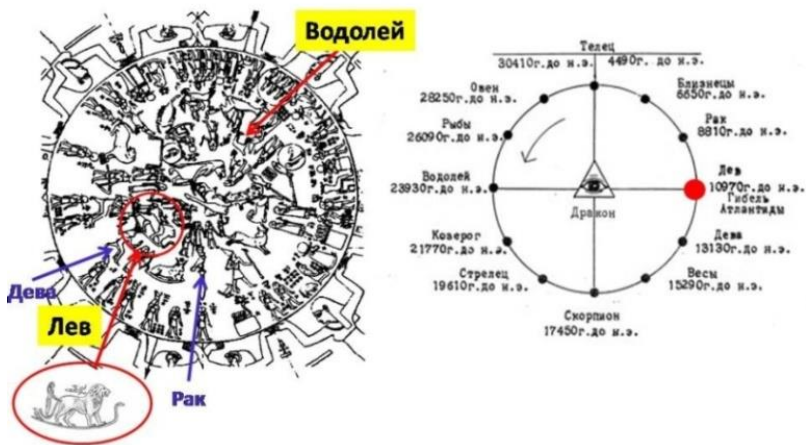 Водолей
Дева
Лев
Рак
Телец
30410г.до н.э. 4490г. до н.э.
Овен
28250г.до н.э.
Близнецы
6650г.до н.э.
Рыбы
26090г.до н.э.
Рак
8810г.до н.э.
Водолей
23930г.до н.э.
Лев
10970г.до н.э.
Гибель
Атлантиды
Дракон
Козерог
21770г.до н.э.
Дева
13130г.до н.э.
Стрелец
19610г.до н.э.
Весы
15290г.до н.э.
Скорпион
17450г.до н.э.